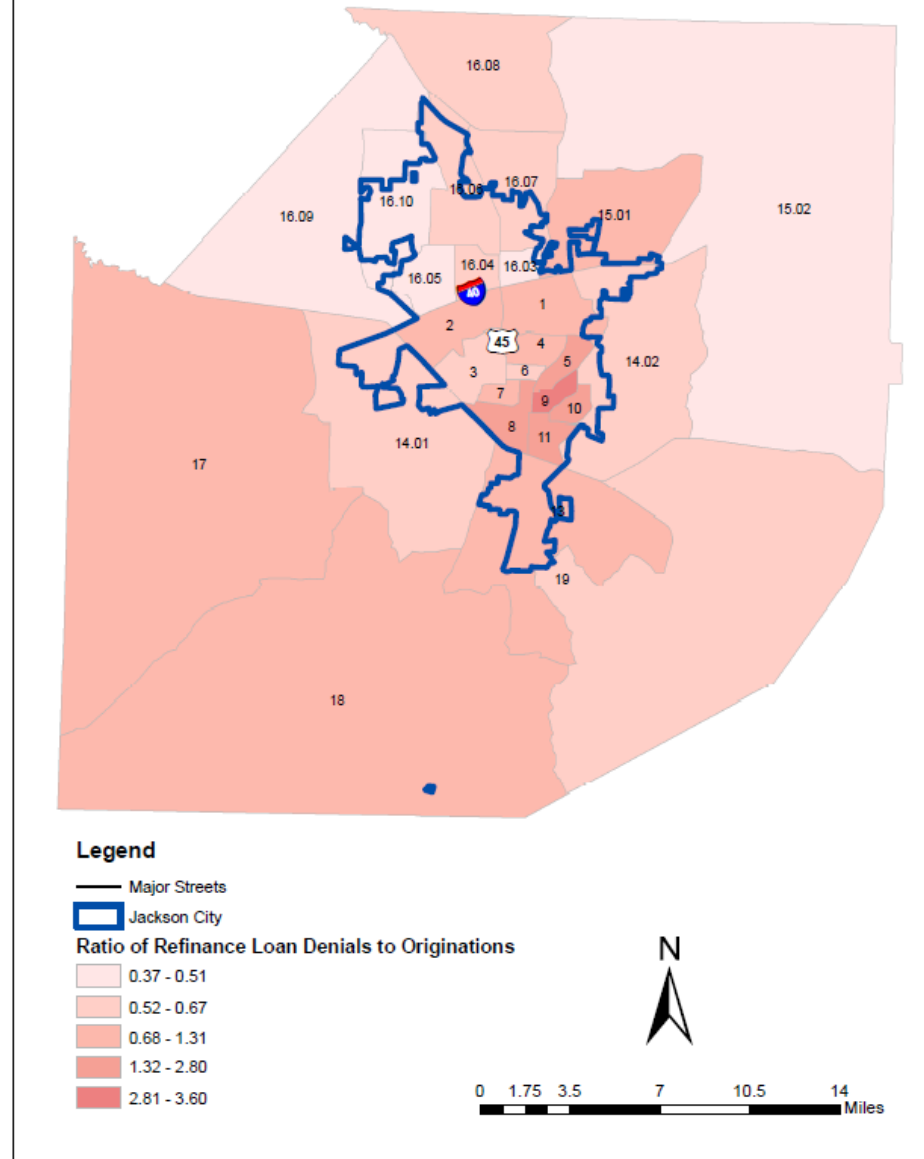 16.08
16.07
16.06
16.10
15.02
16.09
15.01
16.04
16.03
16.05
40
1
2
45
4
14.02
5
3
6
7
9
10
8
11
14.01
17
13
19
18
Legend
Major Streets
Jackson City
Ratio of Refinance Loan Denials to Originations
0.37 - 0.51
0.52 - 0.67
0.68 - 1.31
1.32 - 2.80
2.81 - 3.60
N
0 1.75 3.5 7 10.5 14
Miles